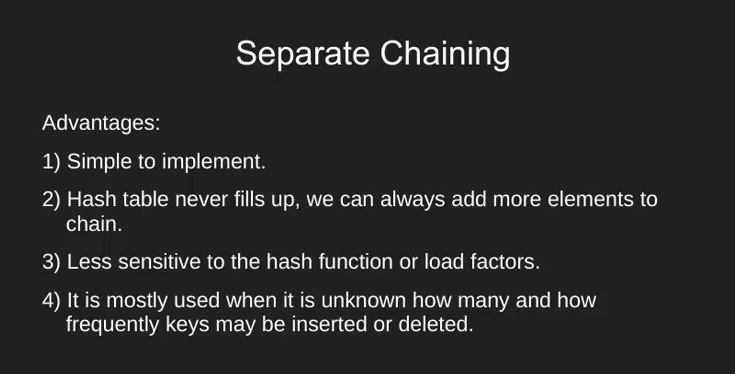 Separate Chaining
Advantages:
1) Simple to implement.
2) Hash table never fills up, we can always add more elements to
chain.
3) Less sensitive to the hash function or load factors.
4) It is mostly used when it is unknown how many and how
frequently keys may be inserted or deleted.